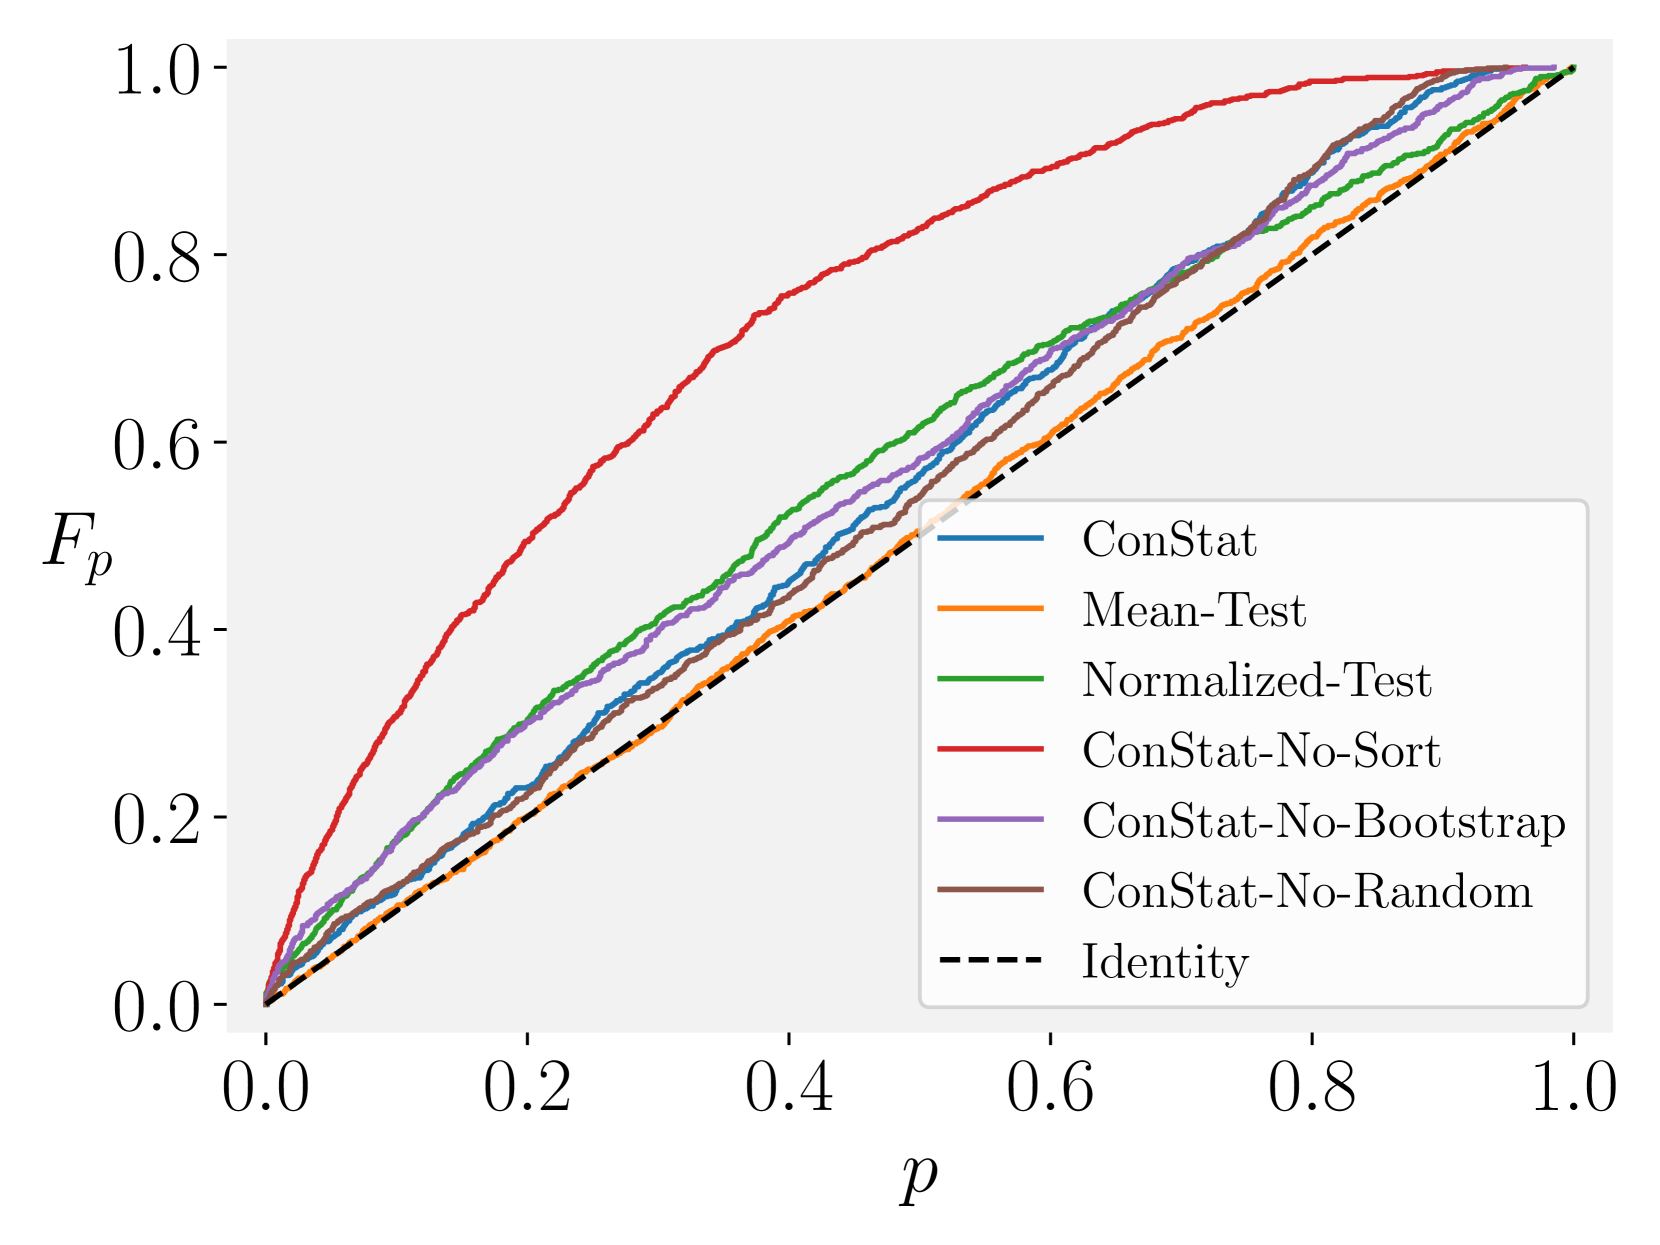 1.0
0.8
0.6
F_p
0.4
0.2
0.0
ConStat
Mean-Test
Normalized-Test
ConStat-No-Sort
ConStat-No-Bootstrap
ConStat-No-Random
Identity
0.0 0.2 0.4 0.6 0.8 1.0
p